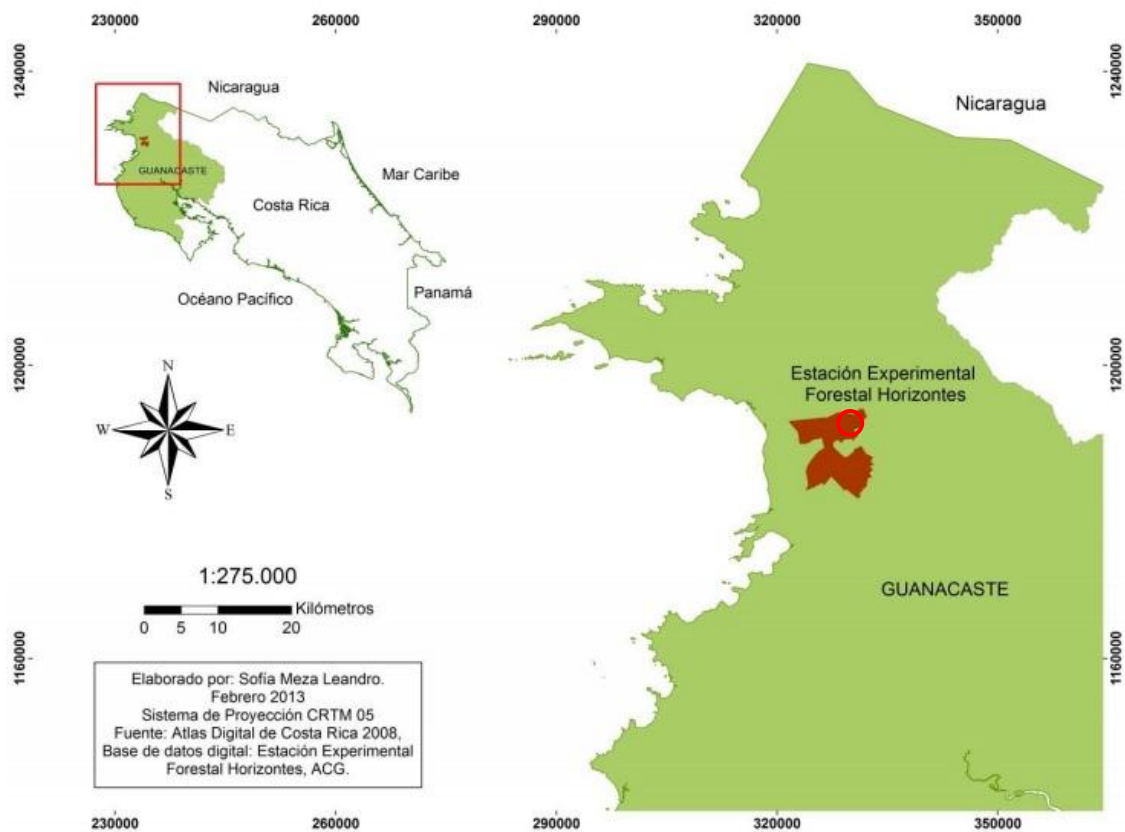 230000
260000
290000
320000
350000
1240000
1240000
Nicaragua
Nicaragua
GUANACASTE
Mar Caribe
Costa Rica
Océano Pacífico
Panamá
1200000
1200000
Estación Experimental
Forestal Horizontes
N
W
E
S
1:275.000
Kilómetros
0 5 10 20
GUANACASTE
1160000
1160000
Elaborado por: Sofía Meza Leandro.
Febrero 2013
Sistema de Proyección CRTM 05
Fuente: Atlas Digital de Costa Rica 2008,
Base de datos digital: Estación Experimental
Forestal Horizontes, ACG.
230000
260000
290000
320000
350000